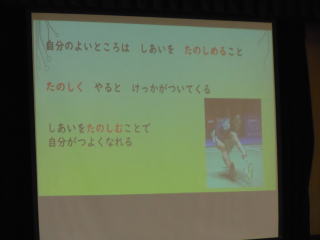 自分のよいところは しあいを たのしめること
たのしく やると けっかがついてくる
しあいをたのしむことで
自分がつよくなれる